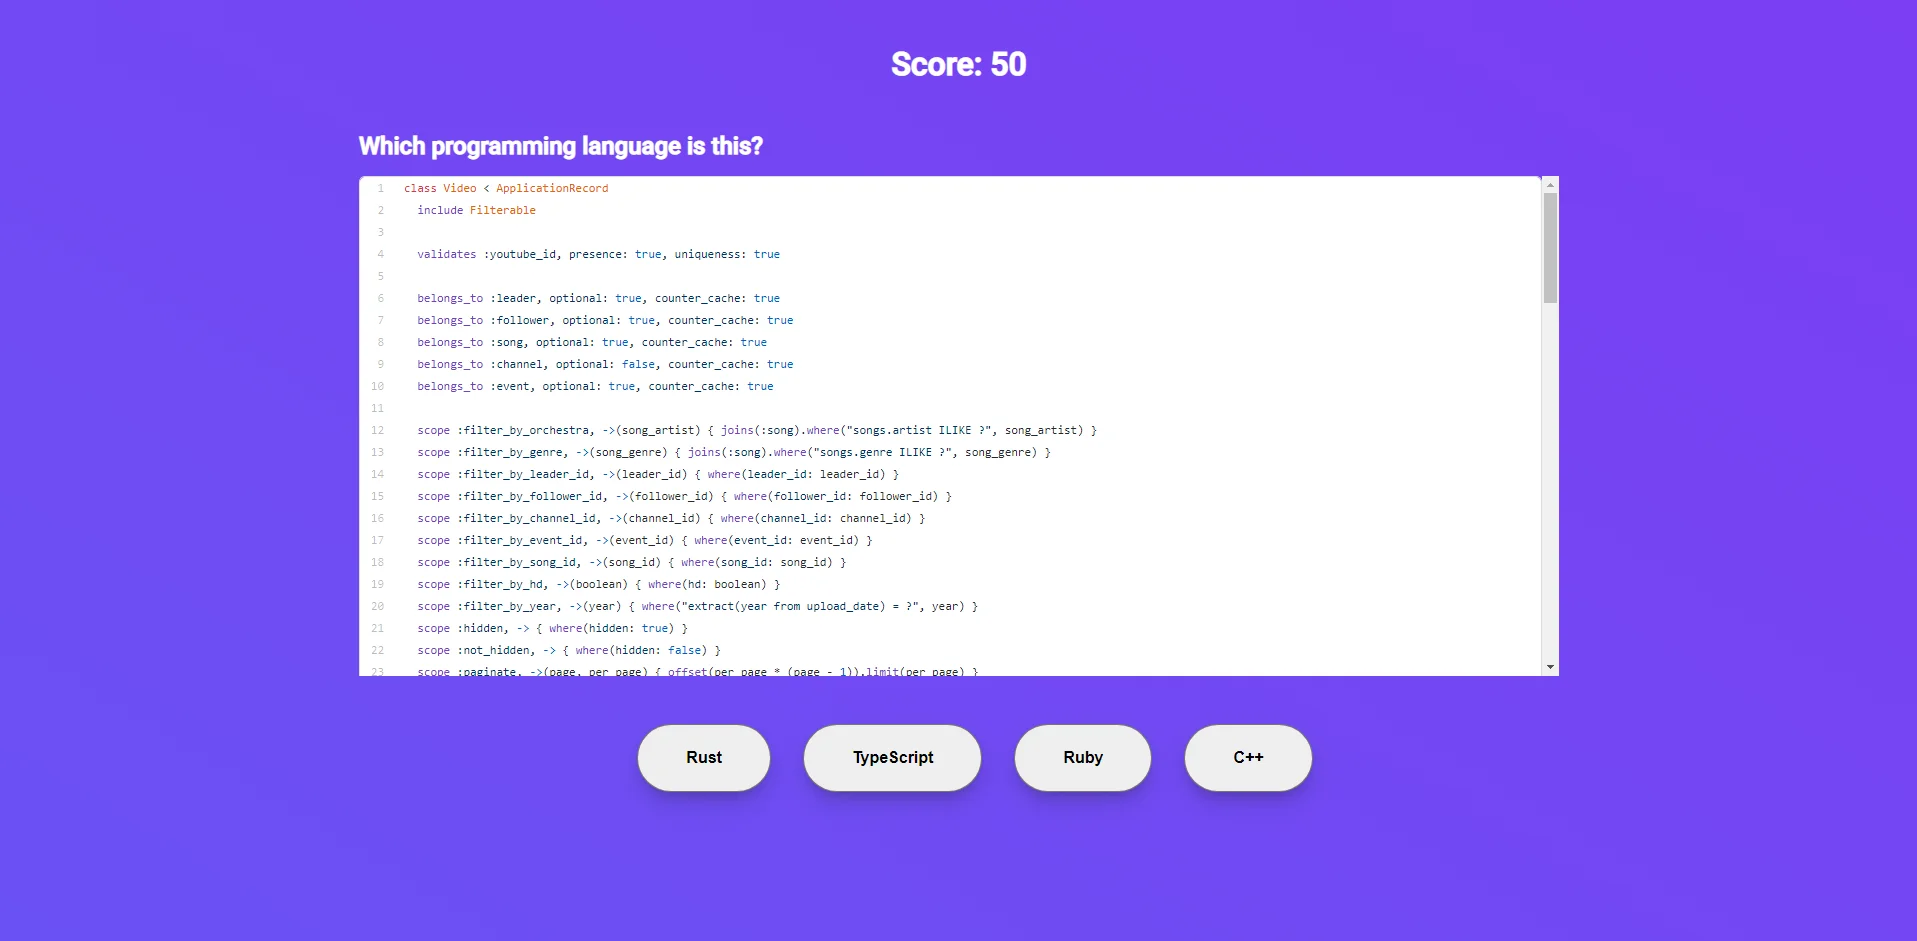 Score: 50
Which programming language is this?
1 class Video < ApplicationRecord
2 include Filterable
3
4 validates :youtube_id, presence: true, uniqueness: true
5
6 belongs_to :leader, optional: true, counter_cache: true
7 belongs_to :follower, optional: true, counter_cache: true
8 belongs_to :song, optional: true, counter_cache: true
9 belongs_to :channel, optional: false, counter_cache: true
10 belongs_to :event, optional: true, counter_cache: true
11
12 scope :filter_by_orchestra, ->(song_artist) { joins(:song).where("songs.artist ILIKE ?", song_artist) }
13 scope :filter_by_genre, ->(song_genre) { joins(:song).where("songs.genre ILIKE ?", song_genre) }
14 scope :filter_by_leader_id, ->(leader_id) { where(leader_id: leader_id) }
15 scope :filter_by_follower_id, ->(follower_id) { where(follower_id: follower_id) }
16 scope :filter_by_channel_id, ->(channel_id) { where(channel_id: channel_id) }
17 scope :filter_by_event_id, ->(event_id) { where(event_id: event_id) }
18 scope :filter_by_song_id, ->(song_id) { where(song_id: song_id) }
19 scope :filter_by_hd, ->(boolean) { where(hd: boolean) }
20 scope :filter_by_year, ->(year) { where("extract(year from upload_date) = ?", year) }
21 scope :hidden, -> { where(hidden: true) }
22 scope :not_hidden, -> { where(hidden: false) }
23 scope :paginate, ->(page, per_page) { offset(per_page * (page - 1)).limit(per_page) }
Rust
TypeScript
Ruby
C++